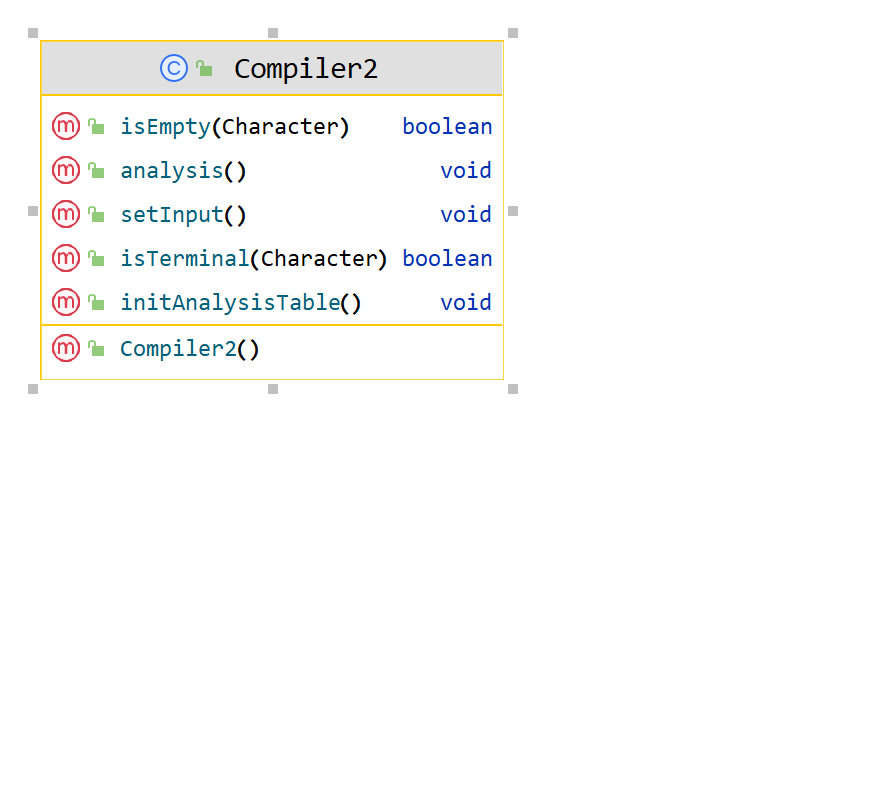 Compiler2
isEmpty(Character) boolean
analysis() void
setInput() void
isTerminal(Character) boolean
initAnalysisTable() void
Compiler2()